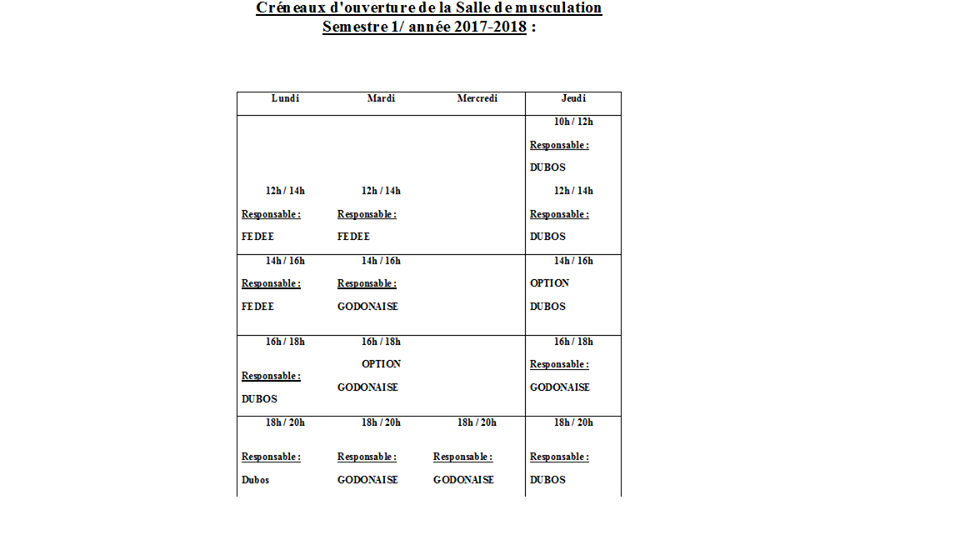 Créneaux d'ouverture de la Salle de musculation
Semestre 1/ année 2017-2018 :
Lundi Mardi Mercredi Jeudi
10h / 12h
Responsable :
DUBOS
12h / 14h 12h / 14h 12h / 14h
Responsable : Responsable : Responsable :
FEDEE FEDEE DUBOS
14h / 16h 14h / 16h 14h / 16h
Responsable : Responsable : OPTION
FEDEE GODONAISE DUBOS
16h / 18h 16h / 18h 16h / 18h
OPTION Responsable :
Responsable :
GODONAISE GODONAISE
DUBOS
18h / 20h 18h / 20h 18h / 20h 18h / 20h
Responsable : Responsable : Responsable : Responsable :
Dubos GODONAISE GODONAISE DUBOS